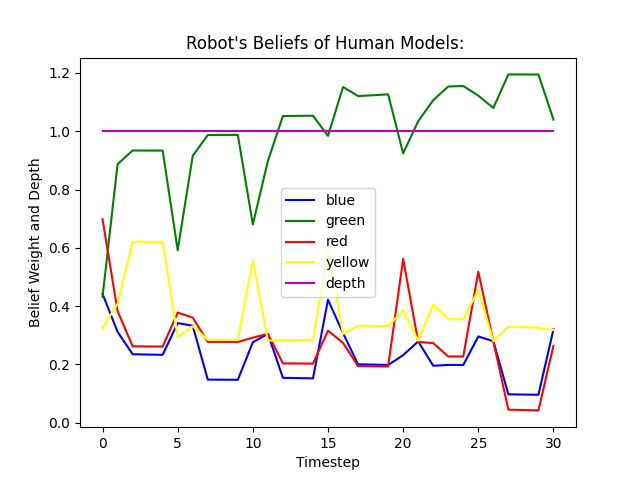 Robot's Beliefs of Human Models:
1.2
1.0
0.8
0.6
0.4
0.2
0.0
Belief Weight and Depth
blue
green
red
yellow
depth
0 5 10 15 20 25 30
Timestep